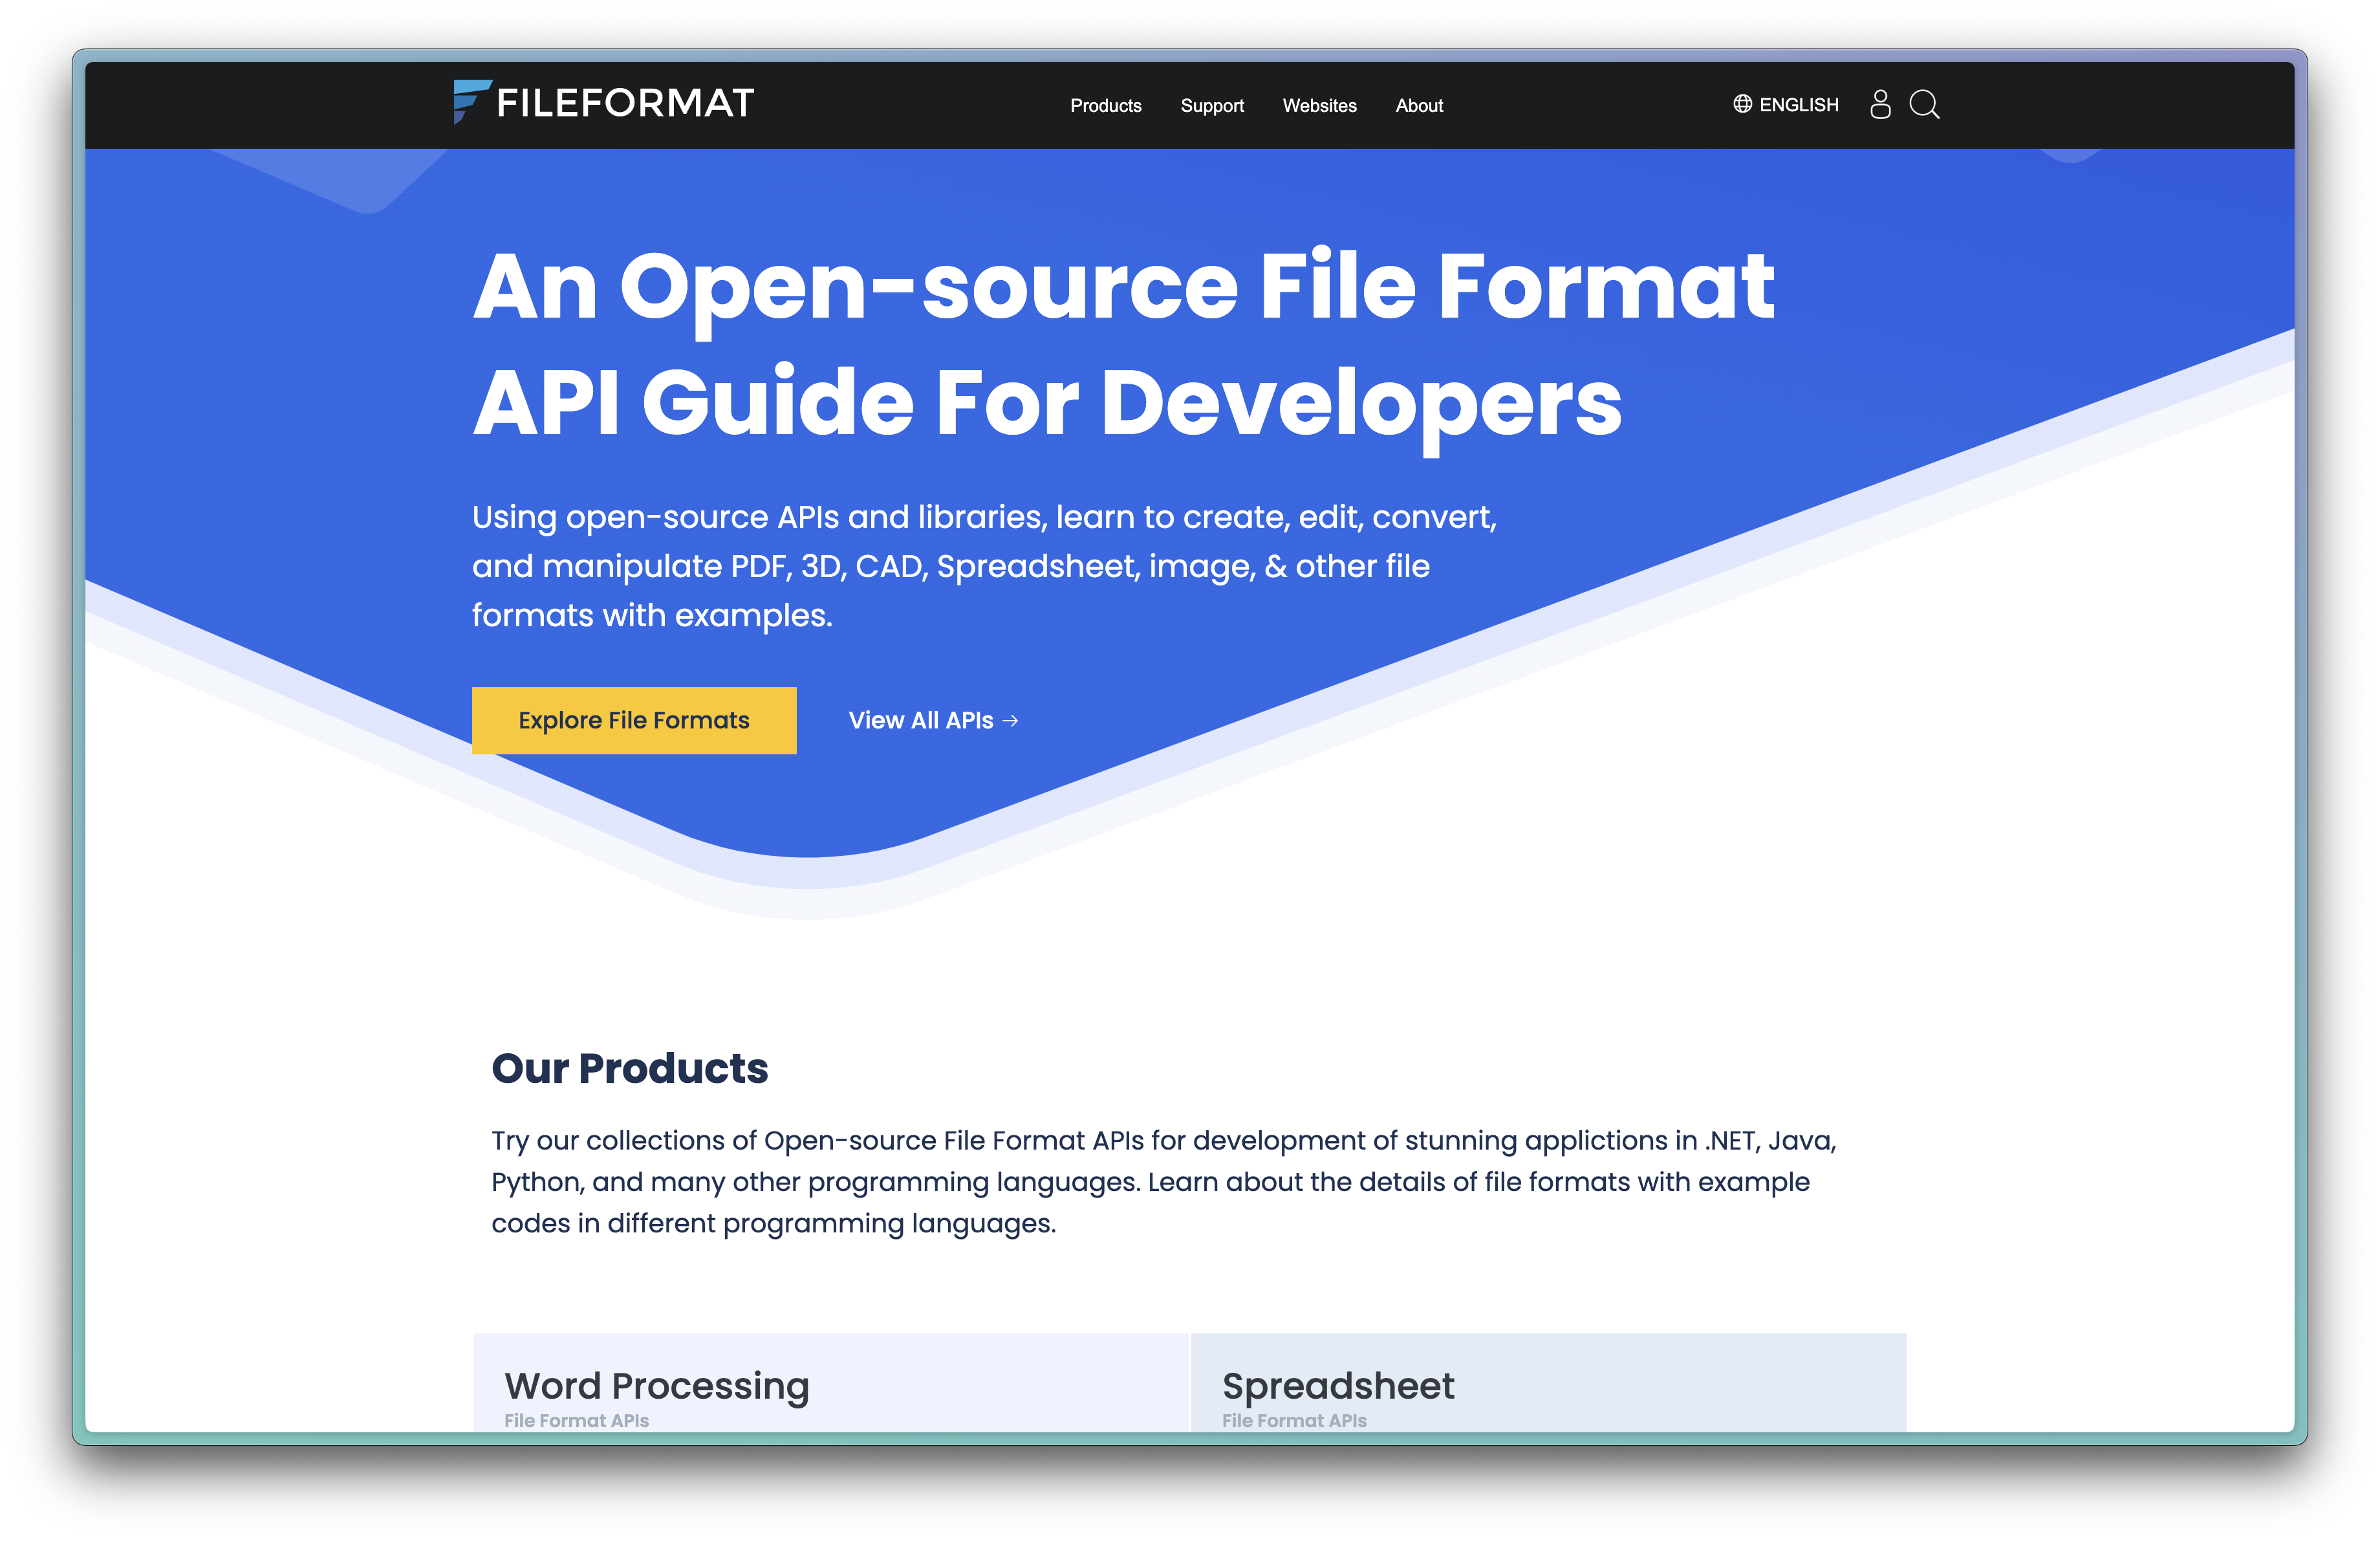 FILEFORMAT
Products Support Websites About
ENGLISH
An Open-source File Format
API Guide For Developers
Using open-source APIs and libraries, learn to create, edit, convert,
and manipulate PDF, 3D, CAD, Spreadsheet, image, & other file
formats with examples.
Explore File Formats
View All APIs →
Our Products
Try our collections of Open-source File Format APIs for development of stunning applictions in .NET, Java,
Python, and many other programming languages. Learn about the details of file formats with example
codes in different programming languages.
Word Processing
File Format APIs
Spreadsheet
File Format APIs